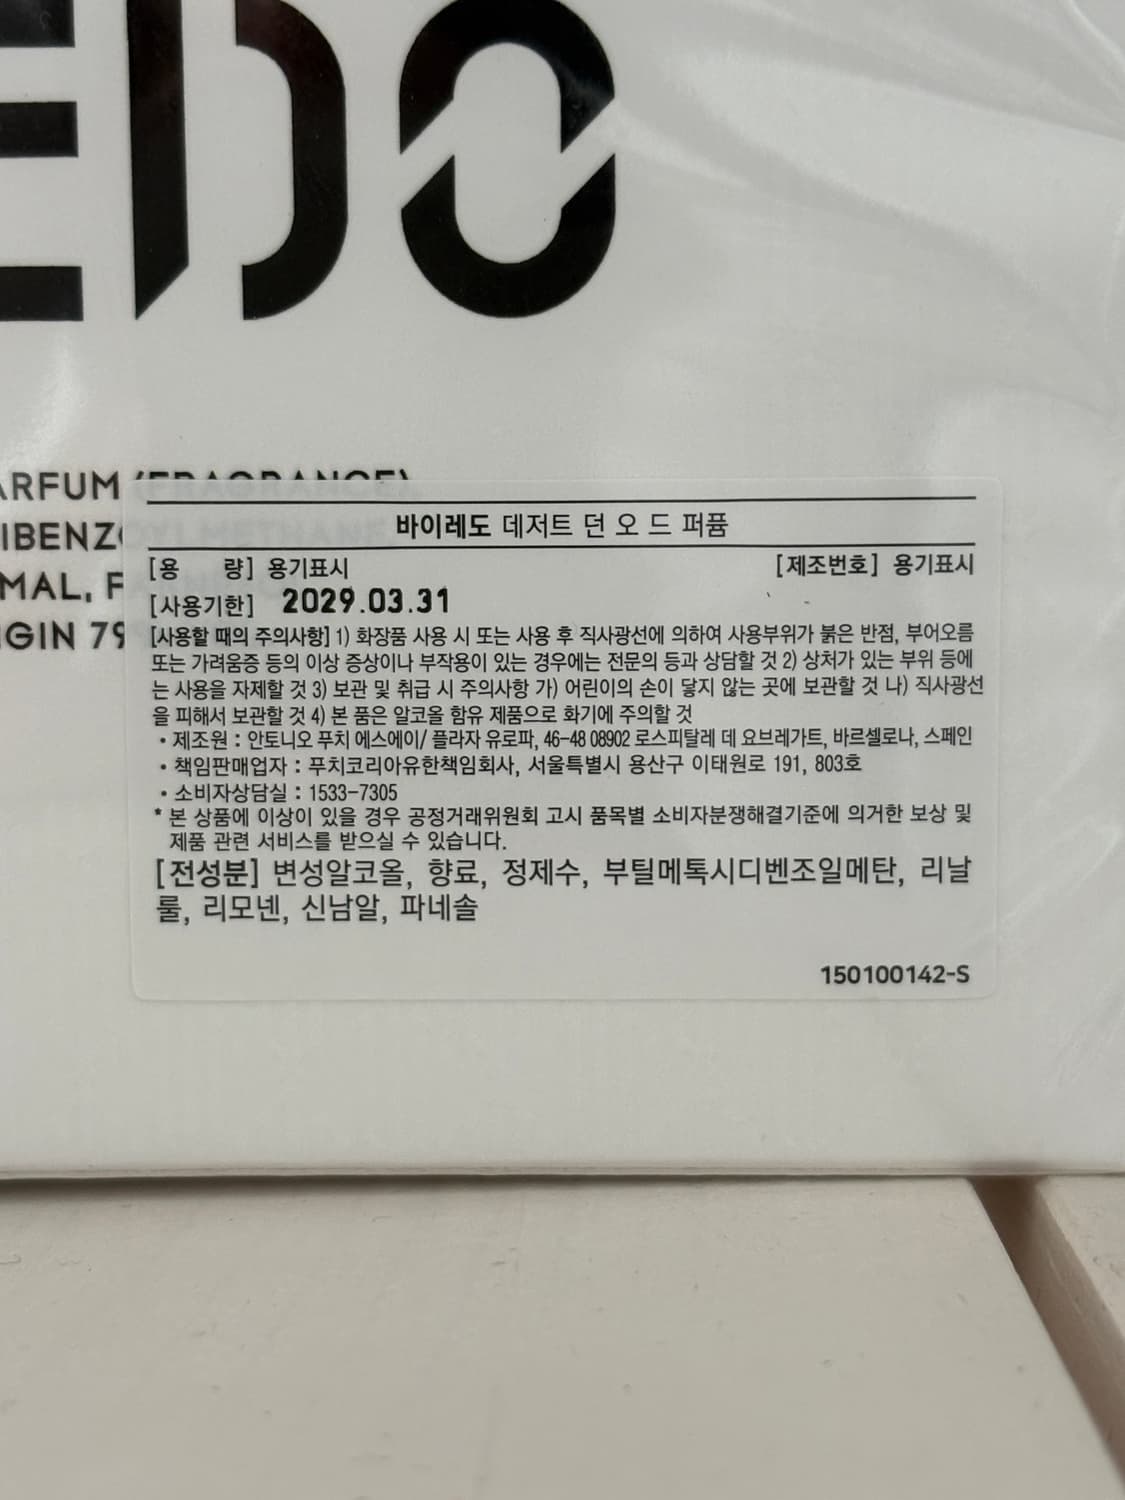 EDO
ARFUM (FRAGRANCE),
IBENZOYLMETHANE,
MAL, F
GIN 79
바이레도 데저트 던 오 드 퍼퓸
[용 량] 용기표시 [제조번호] 용기표시
[사용기한] 2029.03.31
[사용할 때의 주의사항] 1) 화장품 사용 시 또는 사용 후 직사광선에 의하여 사용부위가 붉은 반점, 부어오름
또는 가려움증 등의 이상 증상이나 부작용이 있는 경우에는 전문의 등과 상담할 것 2) 상처가 있는 부위 등에
는 사용을 자제할 것 3) 보관 및 취급 시 주의사항 가) 어린이의 손이 닿지 않는 곳에 보관할 것 나) 직사광선
을 피해서 보관할 것 4) 본 품은 알코올 함유 제품으로 화기에 주의할 것
• 제조원 : 안토니오 푸치 에스에이/ 플라자 유로파, 46-48 08902 로스피탈레 데 요브레가트, 바르셀로나, 스페인
• 책임판매업자 : 푸치코리아유한책임회사, 서울특별시 용산구 이태원로 191, 803호
• 소비자상담실 : 1533-7305
* 본 상품에 이상이 있을 경우 공정거래위원회 고시 품목별 소비자분쟁해결기준에 의거한 보상 및
제품 관련 서비스를 받으실 수 있습니다.
[전성분] 변성알코올, 향료, 정제수, 부틸메톡시디벤조일메탄, 리날
룰, 리모넨, 신남알, 파네솔
150100142-S